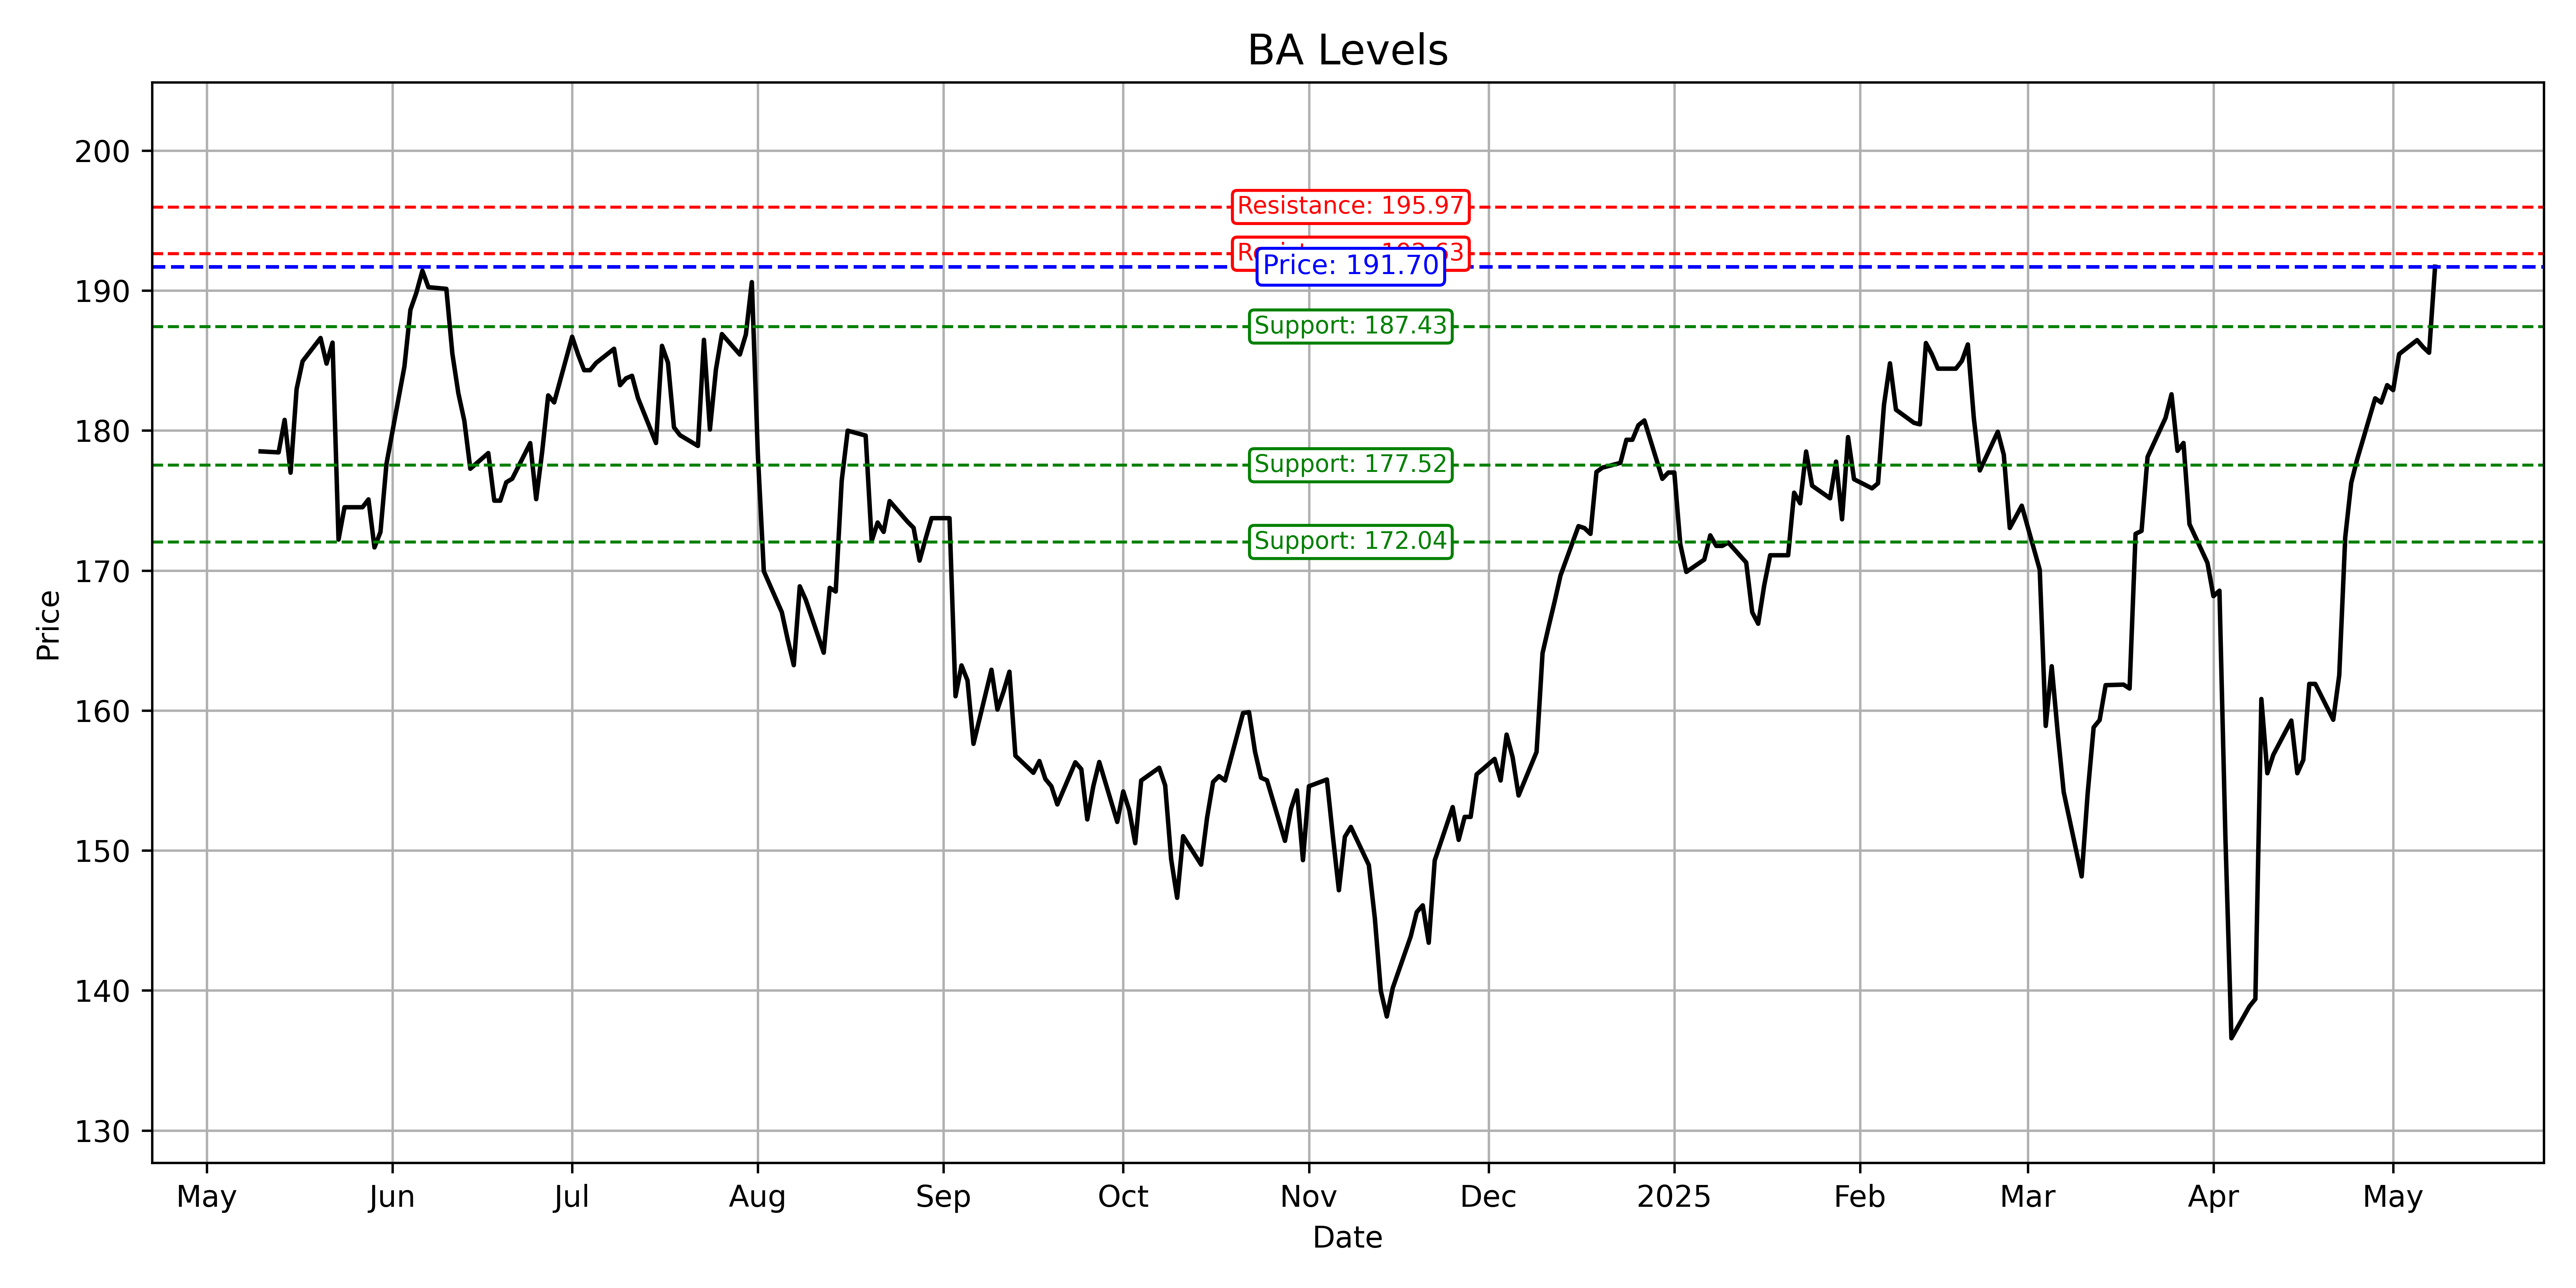 BA Levels
200
190
180
170
160
150
140
130
Price
Resistance: 195.97
Price: 191.70
Support: 187.43
Support: 177.52
Support: 172.04
May
Jun
Jul
Aug
Sep
Oct
Nov
Dec
2025
Feb
Mar
Apr
May
Date